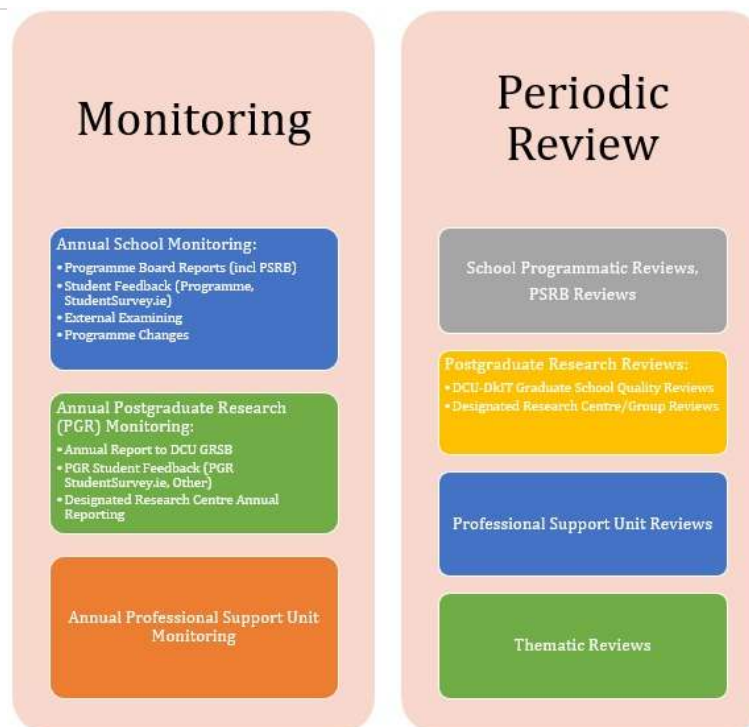 Monitoring
Annual School Monitoring:
• Programme Board Reports (incl PSRB)
• Student Feedback (Programme,
StudentSurvey.ie)
• External Examining
• Programme Changes
Annual Postgraduate Research
(PGR) Monitoring:
• Annual Report to DCU GRSB
• PGR Student Feedback (PGR
StudentSurvey.ie, Other)
• Designated Research Centre Annual
Reporting
Annual Professional Support Unit
Monitoring
Periodic
Review
School Programmatic Reviews,
PSRB Reviews
Postgraduate Research Reviews:
• DCU-DkIT Graduate School Quality Reviews
• Designated Research Centre/Group Reviews
Professional Support Unit Reviews
Thematic Reviews